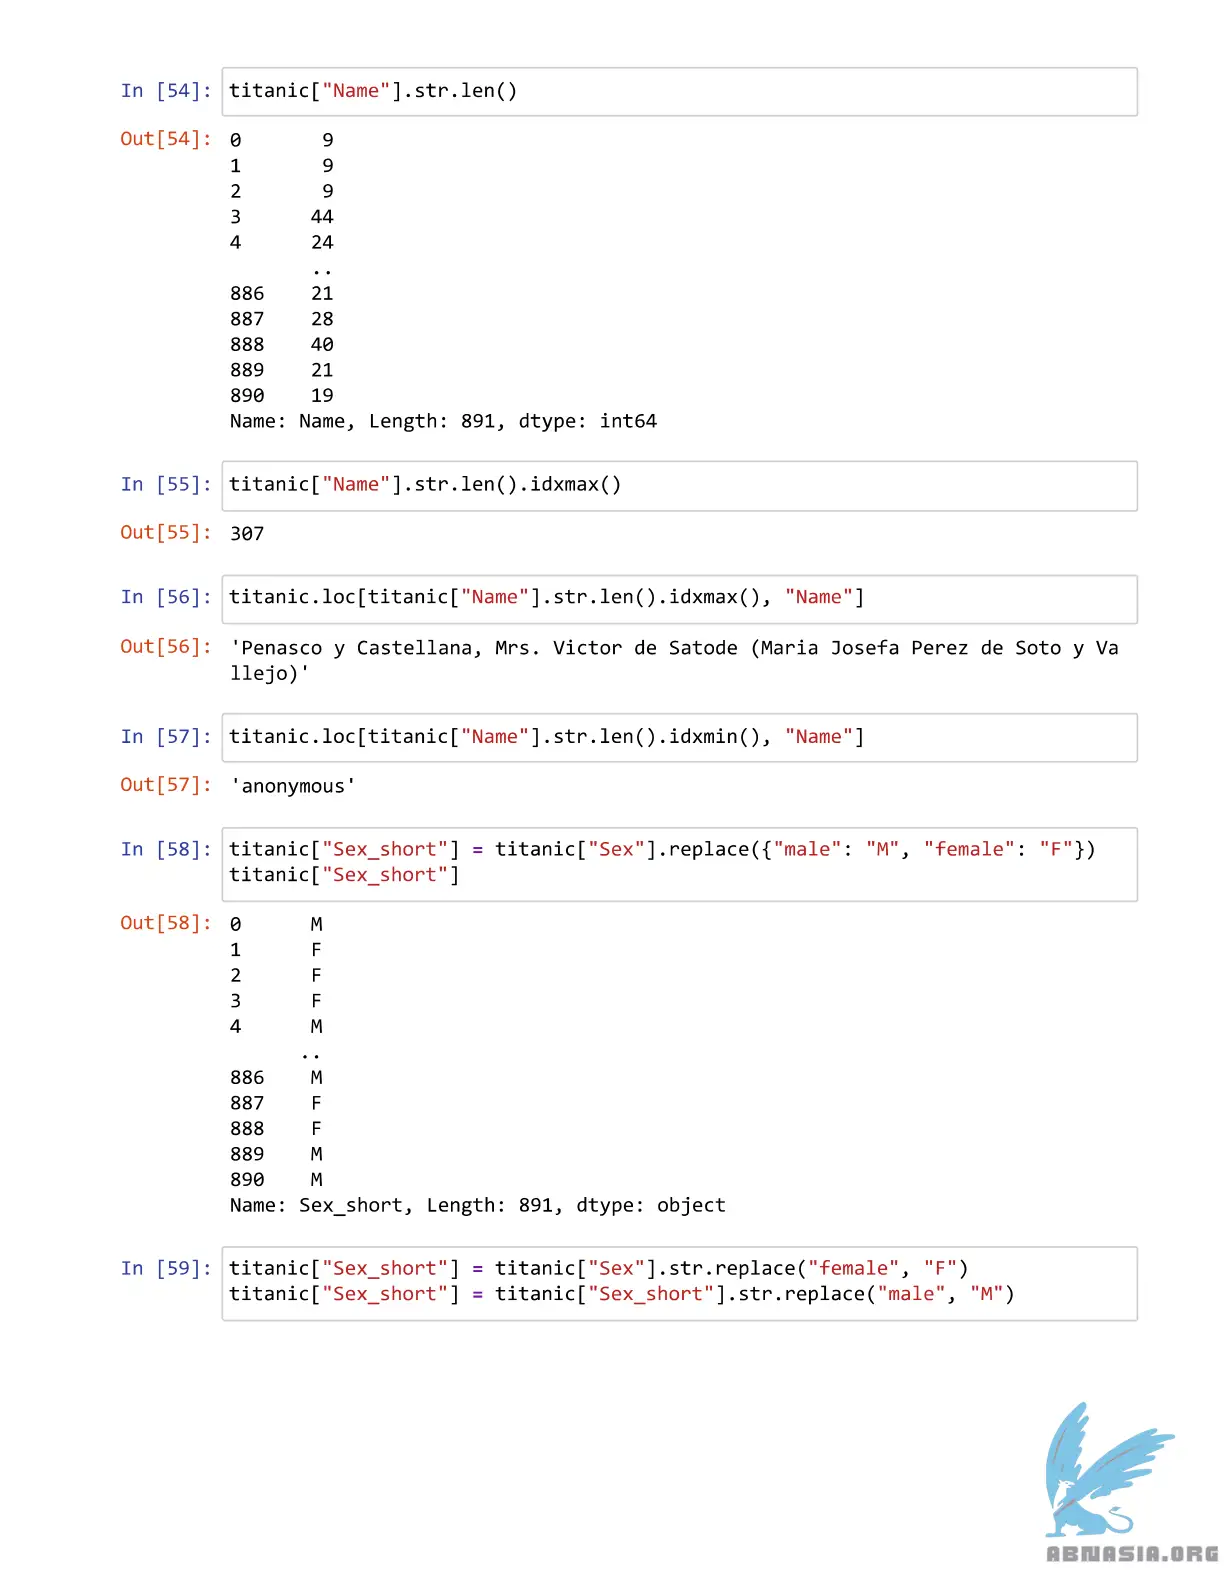 In [54]: titanic["Name"].str.len()
Out[54]: 0       9
1       9
2       9
3      44
4      24
       ..
886    21
887    28
888    40
889    21
890    19
Name: Name, Length: 891, dtype: int64
In [55]: titanic["Name"].str.len().idxmax()
Out[55]: 307
In [56]: titanic.loc[titanic["Name"].str.len().idxmax(), "Name"]
Out[56]: 'Penasco y Castellana, Mrs. Victor de Satode (Maria Josefa Perez de Soto y Va
llejo)'
In [57]: titanic.loc[titanic["Name"].str.len().idxmin(), "Name"]
Out[57]: 'anonymous'
In [58]: titanic["Sex_short"] = titanic["Sex"].replace({"male": "M", "female": "F"})
titanic["Sex_short"]
Out[58]: 0      M
1      F
2      F
3      F
4      M
      ..
886    M
887    F
888    F
889    M
890    M
Name: Sex_short, Length: 891, dtype: object
In [59]: titanic["Sex_short"] = titanic["Sex"].str.replace("female", "F")
titanic["Sex_short"] = titanic["Sex_short"].str.replace("male", "M")
ABNASIA.ORG